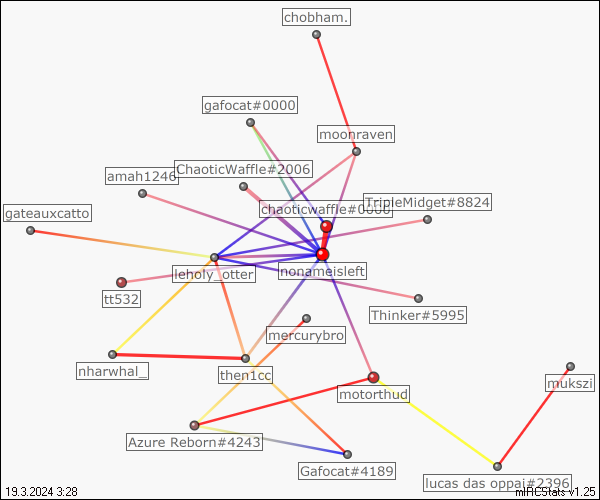 chobham.
gafocat#0000
moonraven
ChaoticWaffle#2006
amah1246
TripleMidget#8824
chaoticwaffle#0000
gateauxcatto
nonameisleft
leholy_otter
tt532
Thinker#5995
mercurybro
nharwhal_
then1cc
mukszi
motorthud
Azure Reborn#4243
Gafocat#4189
lucas das oppai#2396
19.3.2024 3:28
mIRCStats v1.25